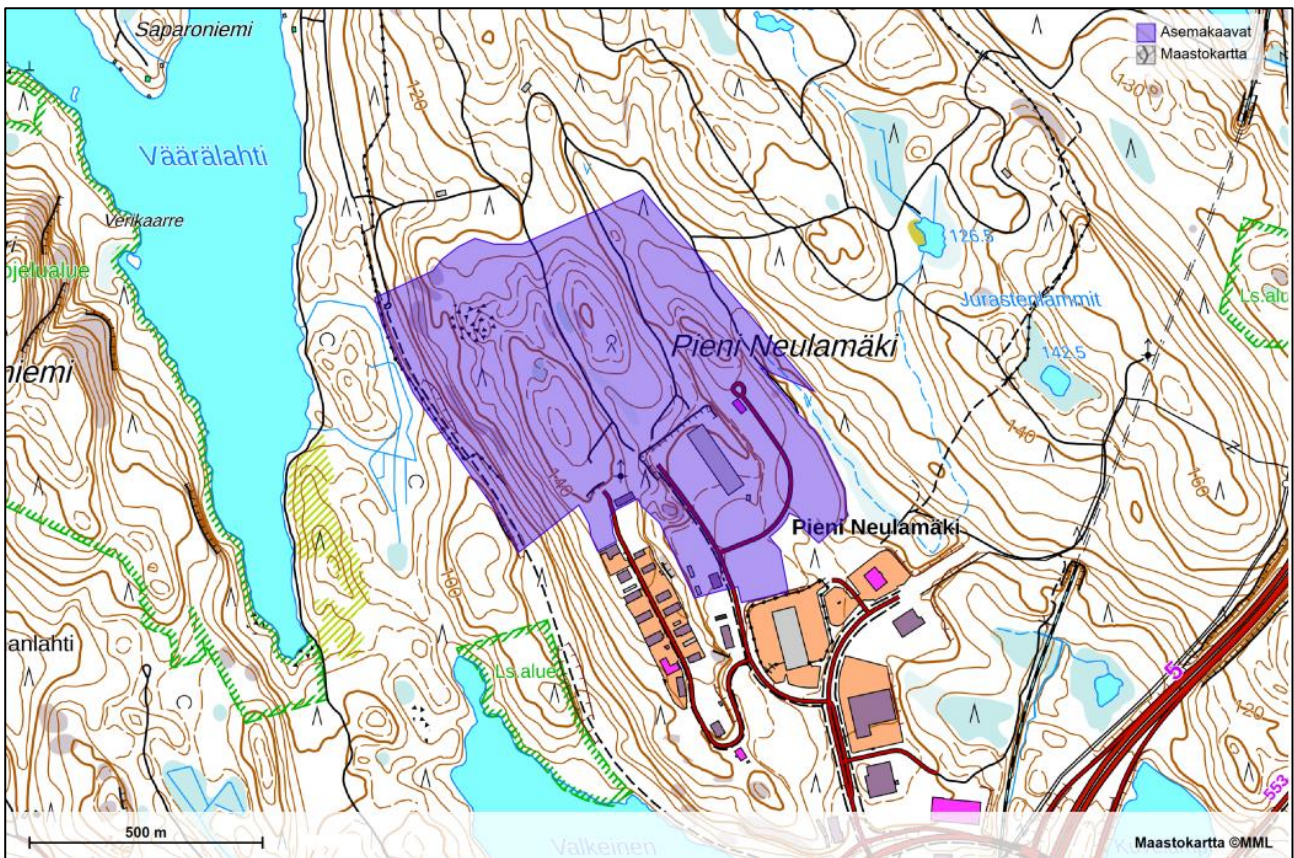 Saparoniemi
Asemakaavat
Maastokartta
120
130
Väärälahti
Verikaarre
126.5
ojelualue
Jurastenlammit
Ls.alu
niemi
Pieni Neulamäki
142.5
140
140
160
Pieni Neulamäki
100
anlahti
Ls.alue
5
120
553
500 m
Valkeinen
Maastokartta ©MML